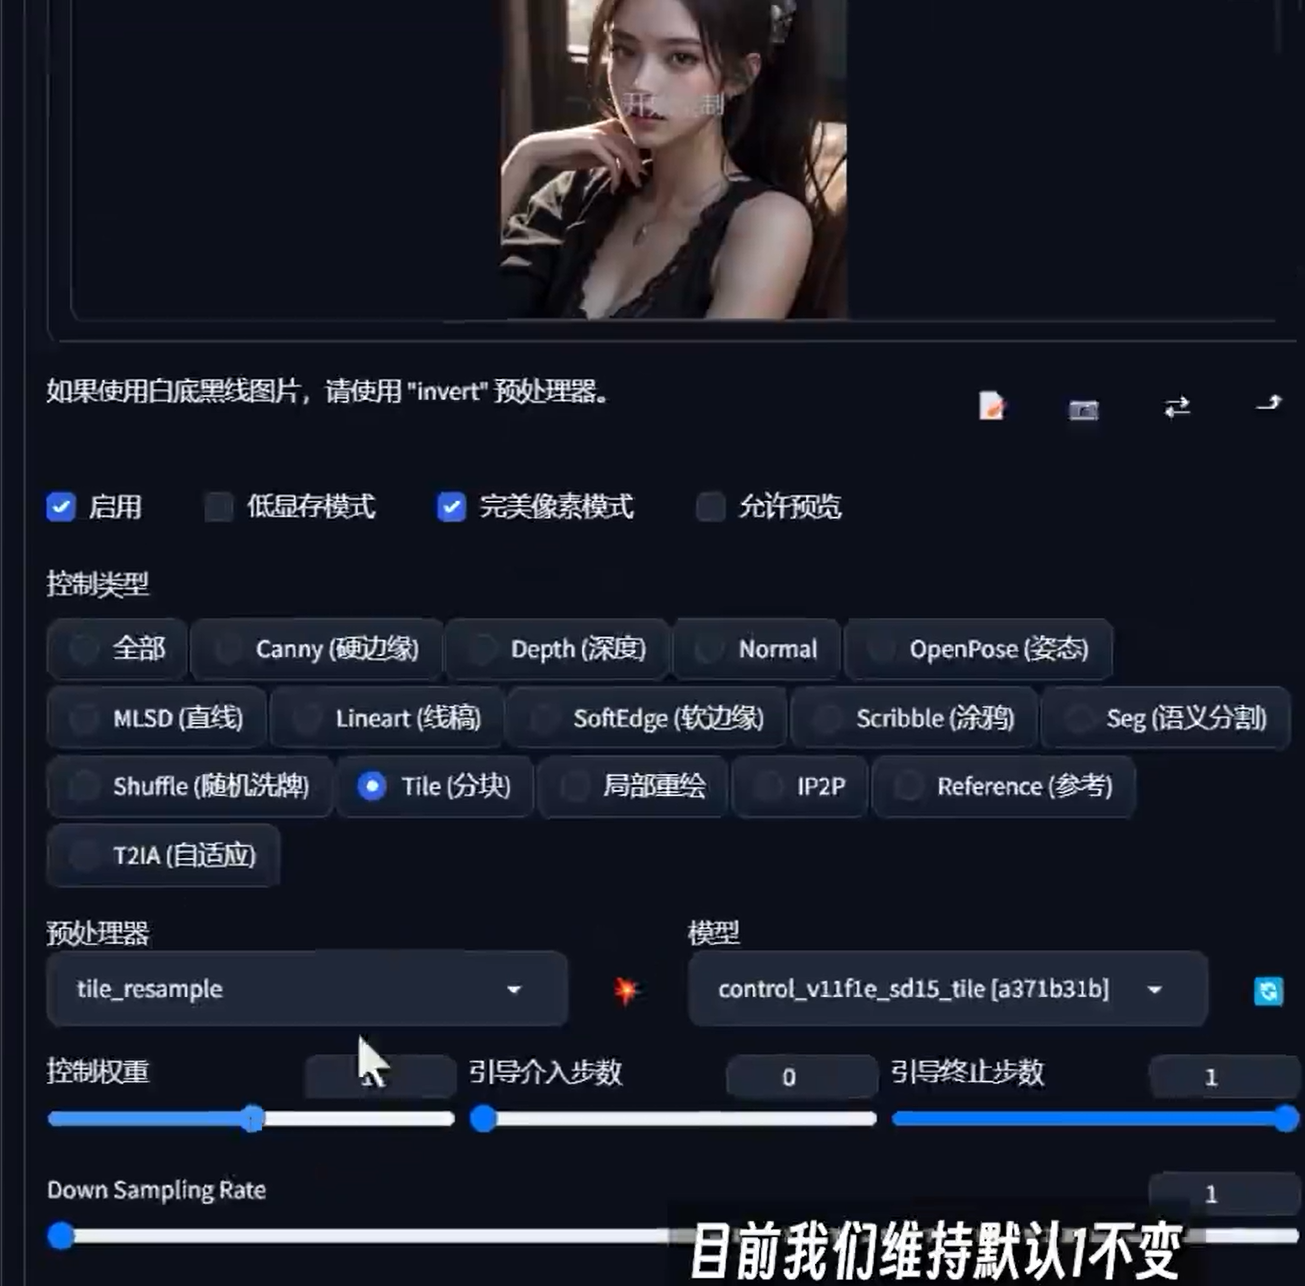 如果使用白底黑线图片，请使用 "invert" 预处理器。
启用 低显存模式 完美像素模式 允许预览
控制类型
全部 Canny (硬边缘) Depth (深度) Normal OpenPose (姿态)
MLSD (直线) Lineart (线稿) SoftEdge (软边缘) Scribble (涂鸦) Seg (语义分割)
Shuffle (随机洗牌) Tile (分块) 局部重绘 IP2P Reference (参考)
T2IA (自适应)
预处理器 模型
tile_resample control_v11f1e_sd15_tile [a371b31b]
控制权重 引导介入步数 0 引导终止步数 1
Down Sampling Rate 1
目前我们维持默认1不变